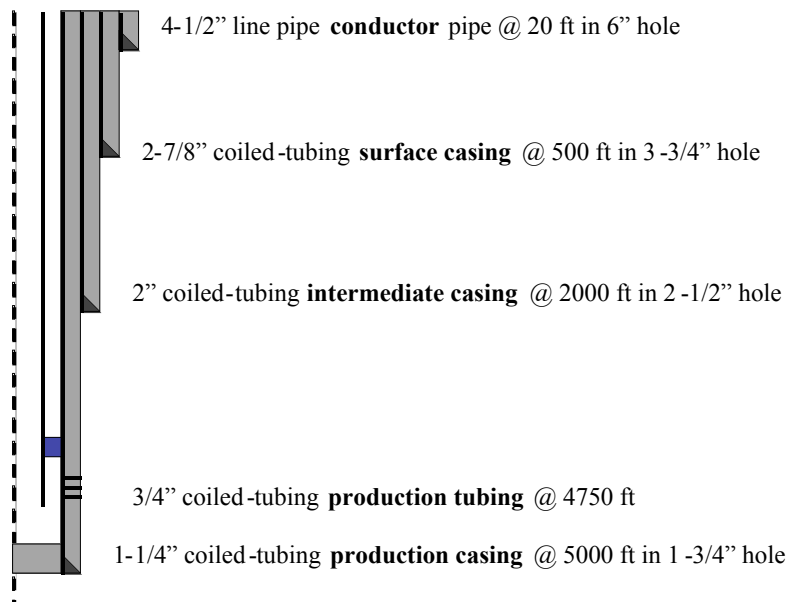 4-1/2” line pipe conductor pipe @ 20 ft in 6” hole
2-7/8” coiled-tubing surface casing @ 500 ft in 3-3/4” hole
2” coiled-tubing intermediate casing @ 2000 ft in 2-1/2” hole
3/4” coiled-tubing production tubing @ 4750 ft
1-1/4” coiled-tubing production casing @ 5000 ft in 1-3/4” hole